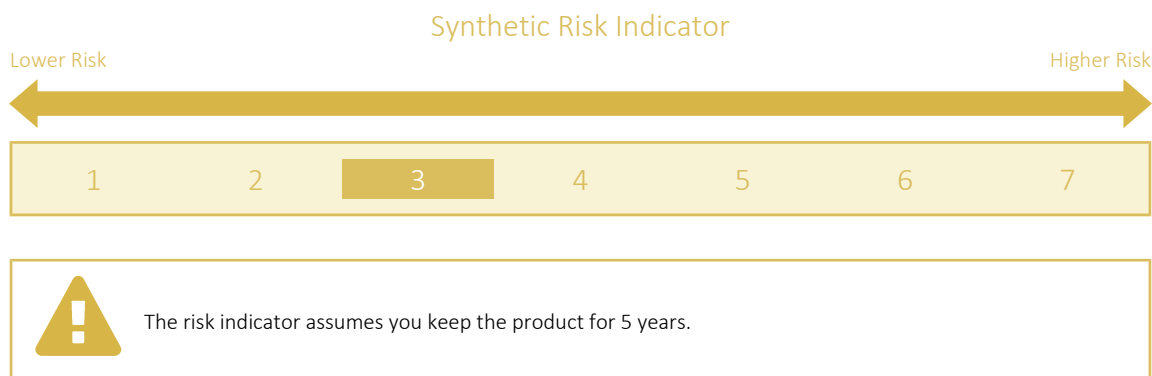 Synthetic Risk Indicator
Lower Risk Higher Risk
1 2 3 4 5 6 7
The risk indicator assumes you keep the product for 5 years.